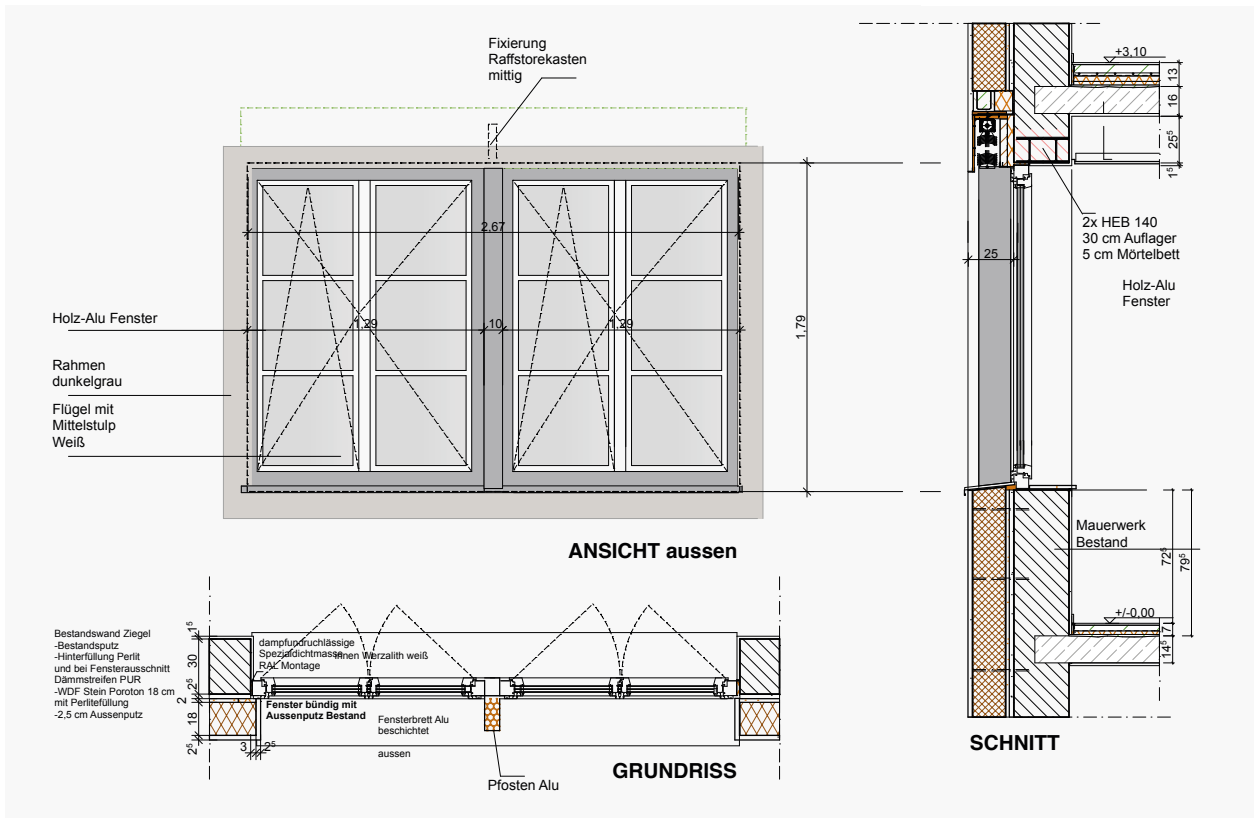 Fixierung
Raffstorekasten
mittig
2,67
1,29
10
1,29
1,79
Holz-Alu Fenster
Rahmen
dunkelgrau
Flügel mit
Mittelstulp
Weiß
ANSICHT aussen
+3,10
13
16
25⁵
1⁵
2x HEB 140
30 cm Auflager
5 cm Mörtelbett
Holz-Alu
Fenster
25
Mauerwerk
Bestand
72⁵
79⁵
+/-0,00
7
14⁵
SCHNITT
Bestandswand Ziegel
-Bestandsputz
-Hinterfüllung Perlit
und bei Fensterausschnitt
Dämmstreifen PUR
-WDF Stein Poroton 18 cm
mit Perlitefüllung
-2,5 cm Aussenputz
1⁵
30
2⁵
2
18
2⁵
3
2⁵
dampfundruchlässige
Spezialdichtmasse
RAL Montage
innen Werzalith weiß
Fenster bündig mit
Aussenputz Bestand
Fensterbrett Alu
beschichtet
aussen
Pfosten Alu
GRUNDRISS